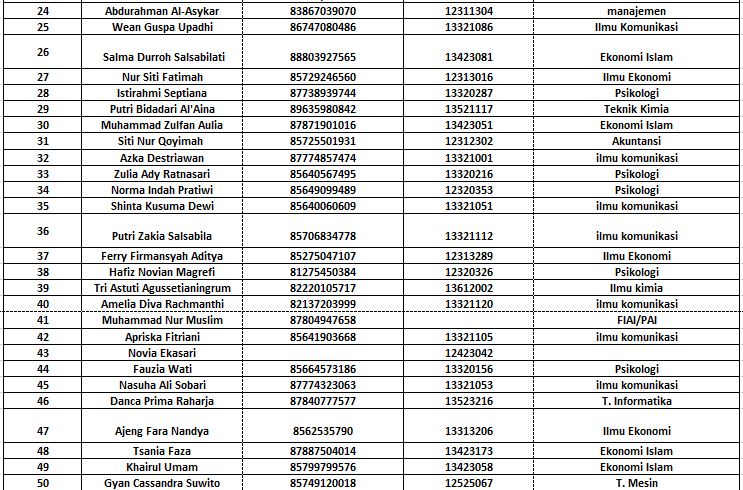 24 Abdurahman Al-Asykar 83867039070 12311304 manajemen
25 Wean Guspa Upadhi 86747080486 13321086 Ilmu Komunikasi
26 Salma Durroh Salsabilati 88803927565 13423081 Ekonomi Islam
27 Nur Siti Fatimah 85729246560 12313016 Ilmu Ekonomi
28 Istirahmi Septiana 87738939744 13320287 Psikologi
29 Putri Bidadari Al'Aina 89635980842 13521117 Teknik Kimia
30 Muhammad Zulfan Aulia 87871901016 13423051 Ekonomi Islam
31 Siti Nur Qoyimah 85725501931 12312302 Akuntansi
32 Azka Destriawan 87774857474 13321001 ilmu komunikasi
33 Zulia Ady Ratnasari 85640567495 13320216 Psikologi
34 Norma Indah Pratiwi 85649099489 12320353 Psikologi
35 Shinta Kusuma Dewi 85640060609 13321051 ilmu komunikasi
36 Putri Zakia Salsabila 85706834778 13321112 ilmu komunikasi
37 Ferry Firmansyah Aditya 85275047107 12313289 Ilmu Ekonomi
38 Hafiz Novian Magrefi 81275450384 12320326 Psikologi
39 Tri Astuti Agussetianingrum 82220105717 13612002 Ilmu kimia
40 Amelia Diva Rachmanthi 82137203999 13321120 ilmu komunikasi
41 Muhammad Nur Muslim 87804947658 FIAI/PAI
42 Apriska Fitriani 85641903668 13321105 ilmu komunikasi
43 Novia Ekasari 12423042
44 Fauzia Wati 85664573186 13320156 Psikologi
45 Nasuha Ali Sobari 87774323063 13321053 ilmu komunikasi
46 Danca Prima Raharja 87840777577 13523216 T. Informatika
47 Ajeng Fara Nandya 8562535790 13313206 Ilmu Ekonomi
48 Tsania Faza 87887504014 13423173 Ekonomi Islam
49 Khairul Umam 85799799576 13423058 Ekonomi Islam
50 Gyan Cassandra Suwito 85749120018 12525067 T. Mesin